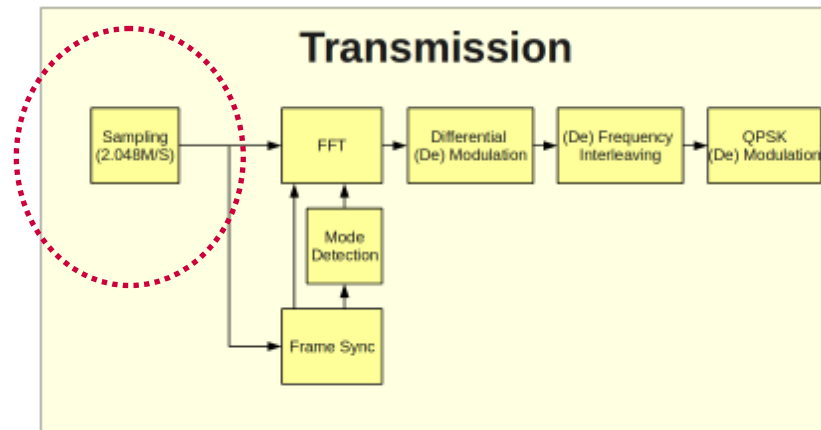 Transmission
Sampling
(2.048M/S)
FFT
Differential
(De) Modulation
(De) Frequency
Interleaving
QPSK
(De) Modulation
Mode
Detection
Frame Sync